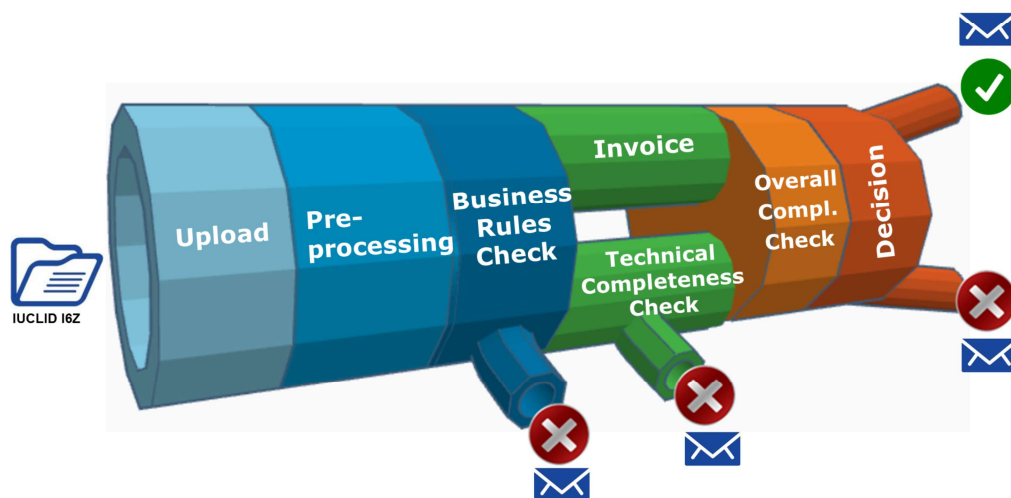 IUCLID I6Z
Upload
Pre-
processing
Business
Rules
Check
Invoice
Technical
Completeness
Check
Overall
Compl.
Check
Decision